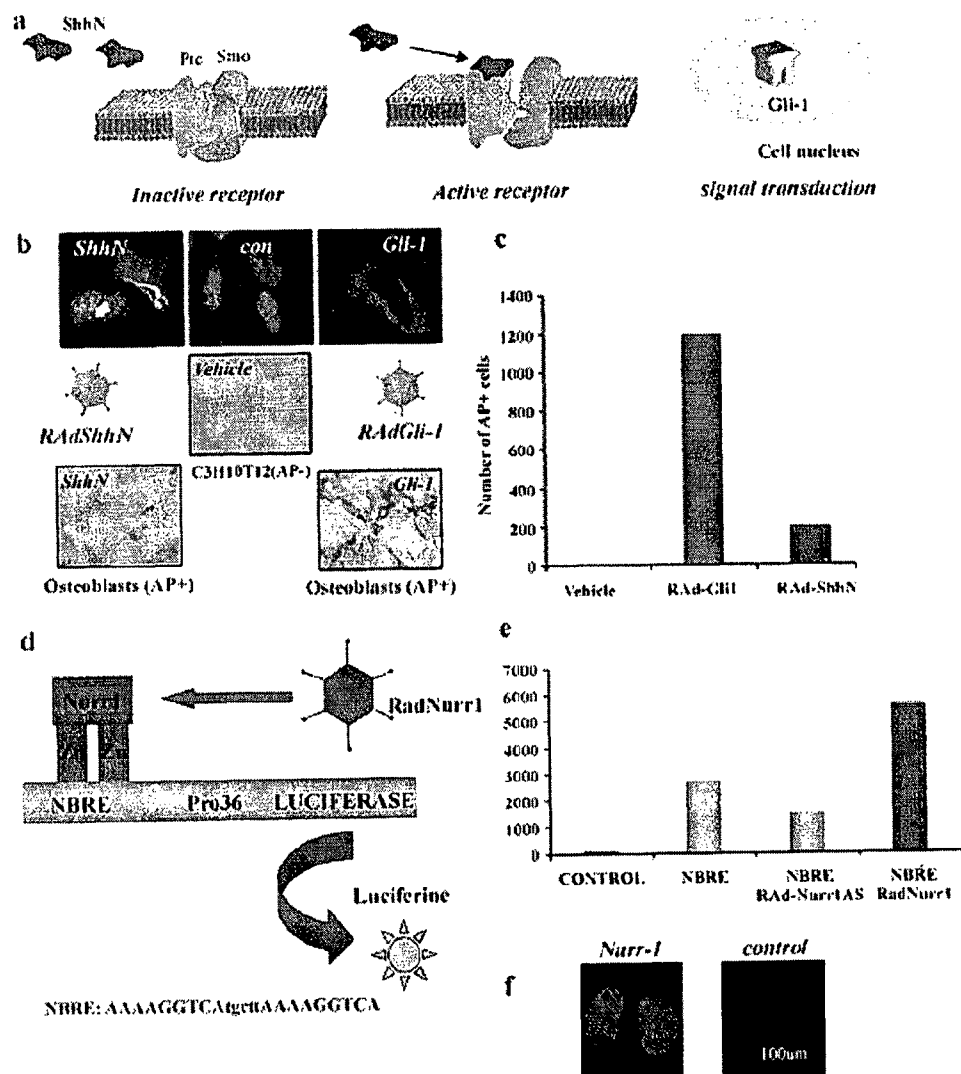 a
ShhN
Ptc Smo
Gli-1
Cell nucleus
Inactive receptor
Active receptor
signal transduction
b
ShhN
con
Gli-1
RAdShhN
Vehicle
RAdGli-1
C3H10T12(AP-)
ShhN
Gli-1
Osteoblasts (AP+)
Osteoblasts (AP+)
c
Number of AP+ cells
1400
1200
1000
800
600
400
200
0
Vehicle
RAd-Gli1
RAd-ShhN
d
Nurr1
Zn Zn
RadNurr1
NBRE Pro36 LUCIFERASE
Luciferine
NBRE: AAAAGGTCAtgcttAAAAGGTCA
e
7000
6000
5000
4000
3000
2000
1000
0
CONTROL
NBRE
NBRE
RAd-Nurr1AS
NBRE
RadNurr1
f
Nurr-1
control
100um